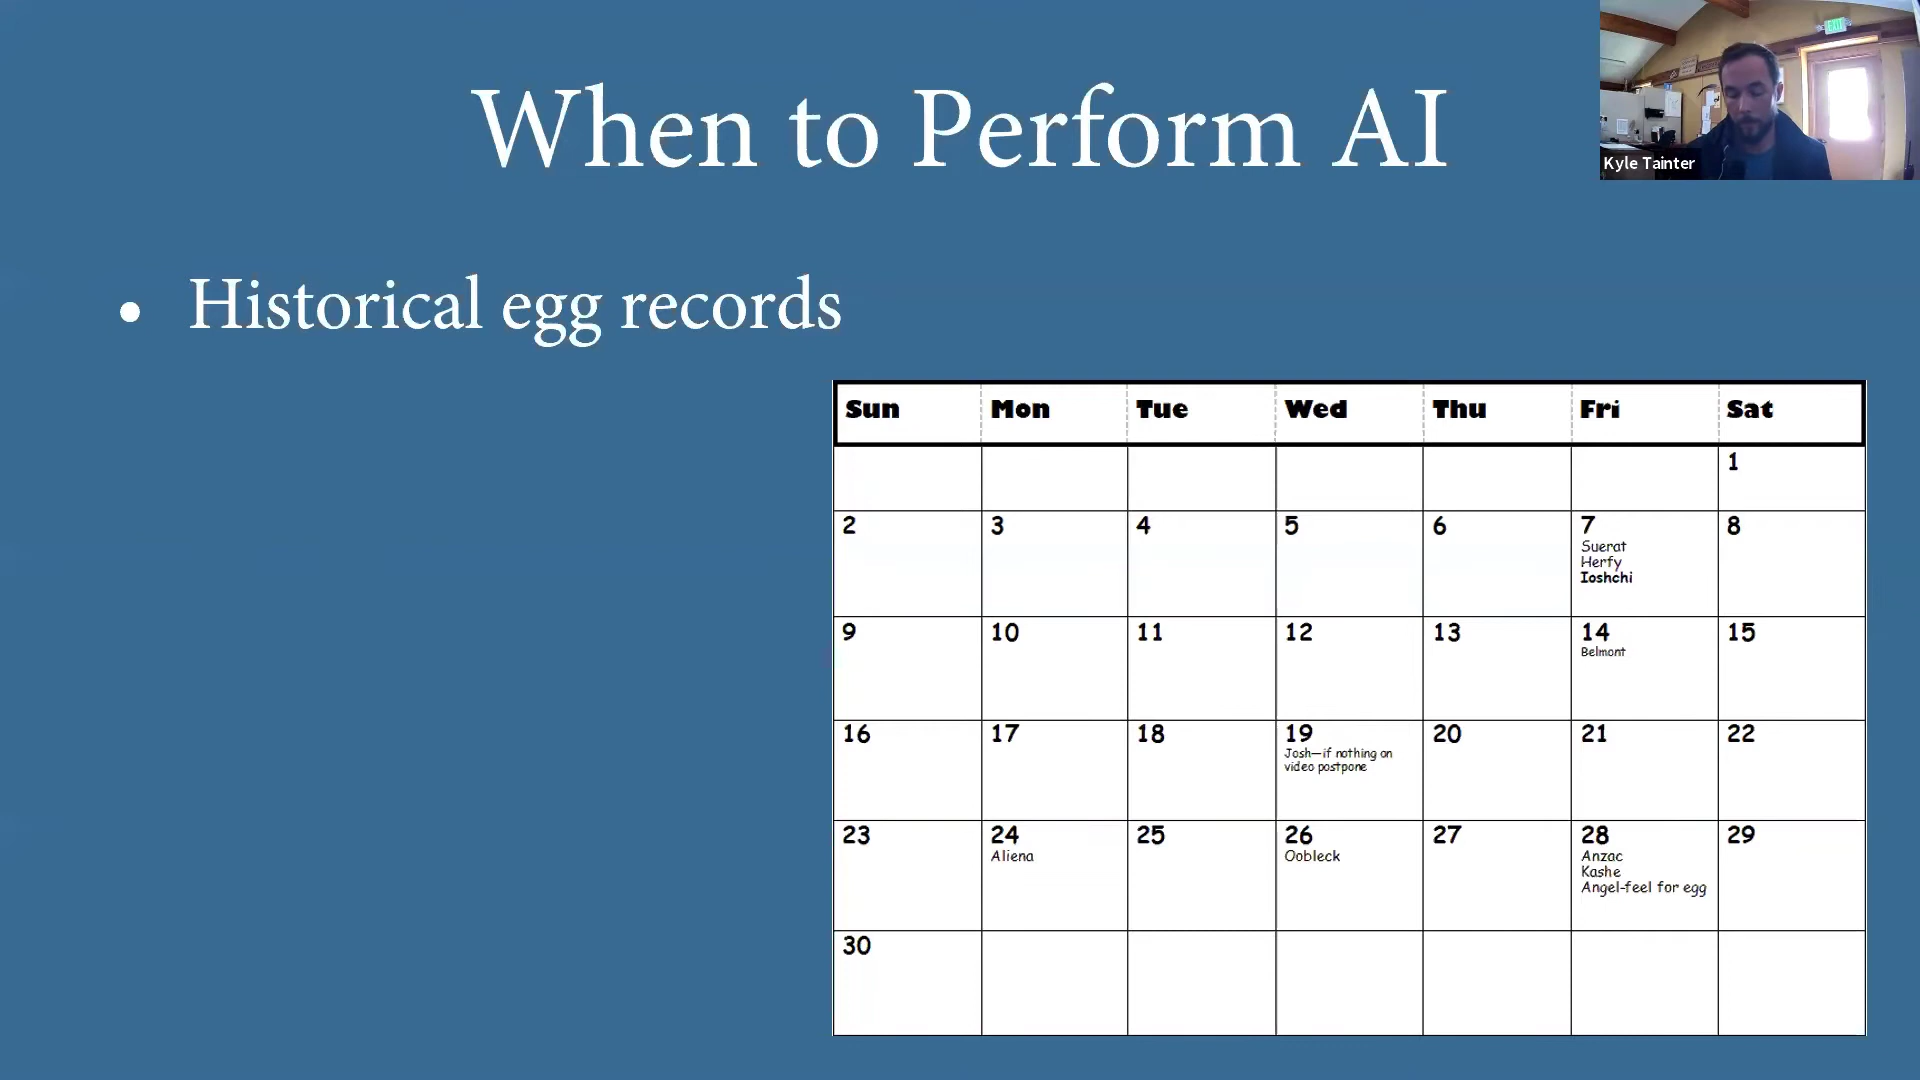 When to Perform AI
Kyle Tainter
• Historical egg records
Sun Mon Tue Wed Thu Fri Sat
1
2 3 4 5 6 7 8
Suerat
Herfy
Ioshchi
9 10 11 12 13 14 15
Belmont
16 17 18 19 20 21 22
Josh—if nothing on
video postpone
23 24 25 26 27 28 29
Aliena Oobleck Anzac
Kashe
Angel-feel for egg
30